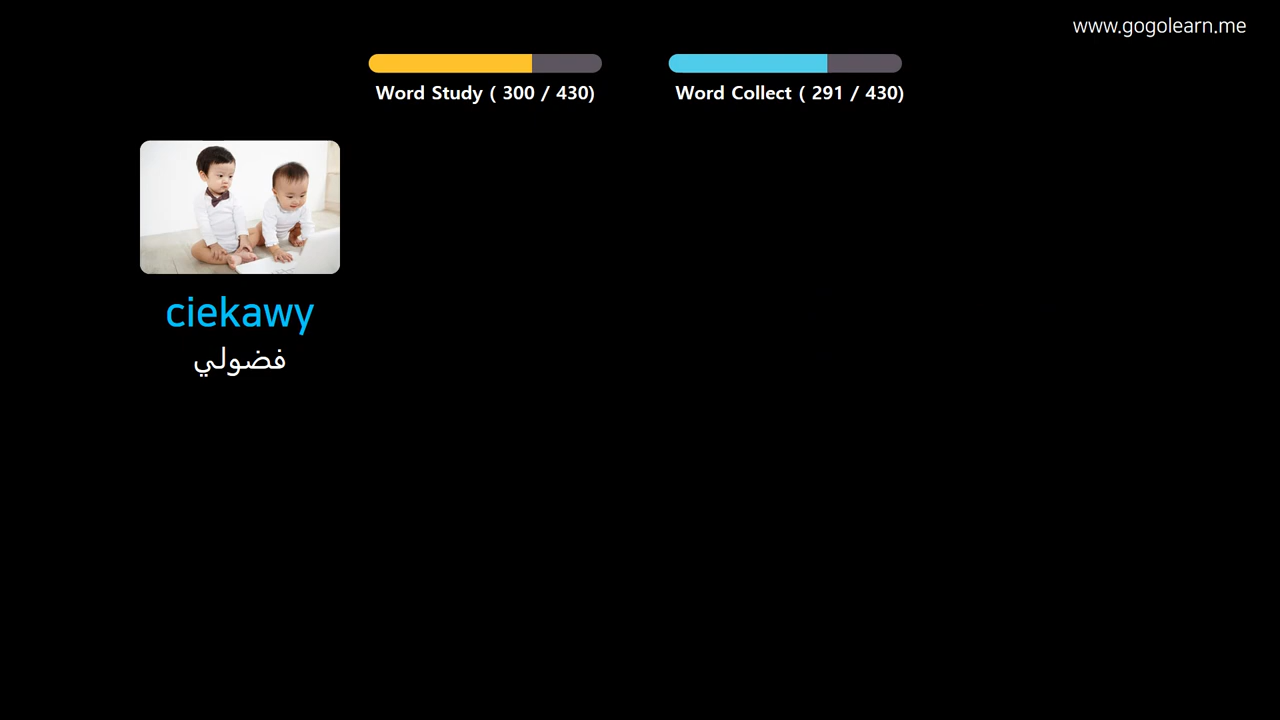 www.gogolearn.me
Word Study ( 300 / 430)
Word Collect ( 291 / 430)
ciekawy
فضولي